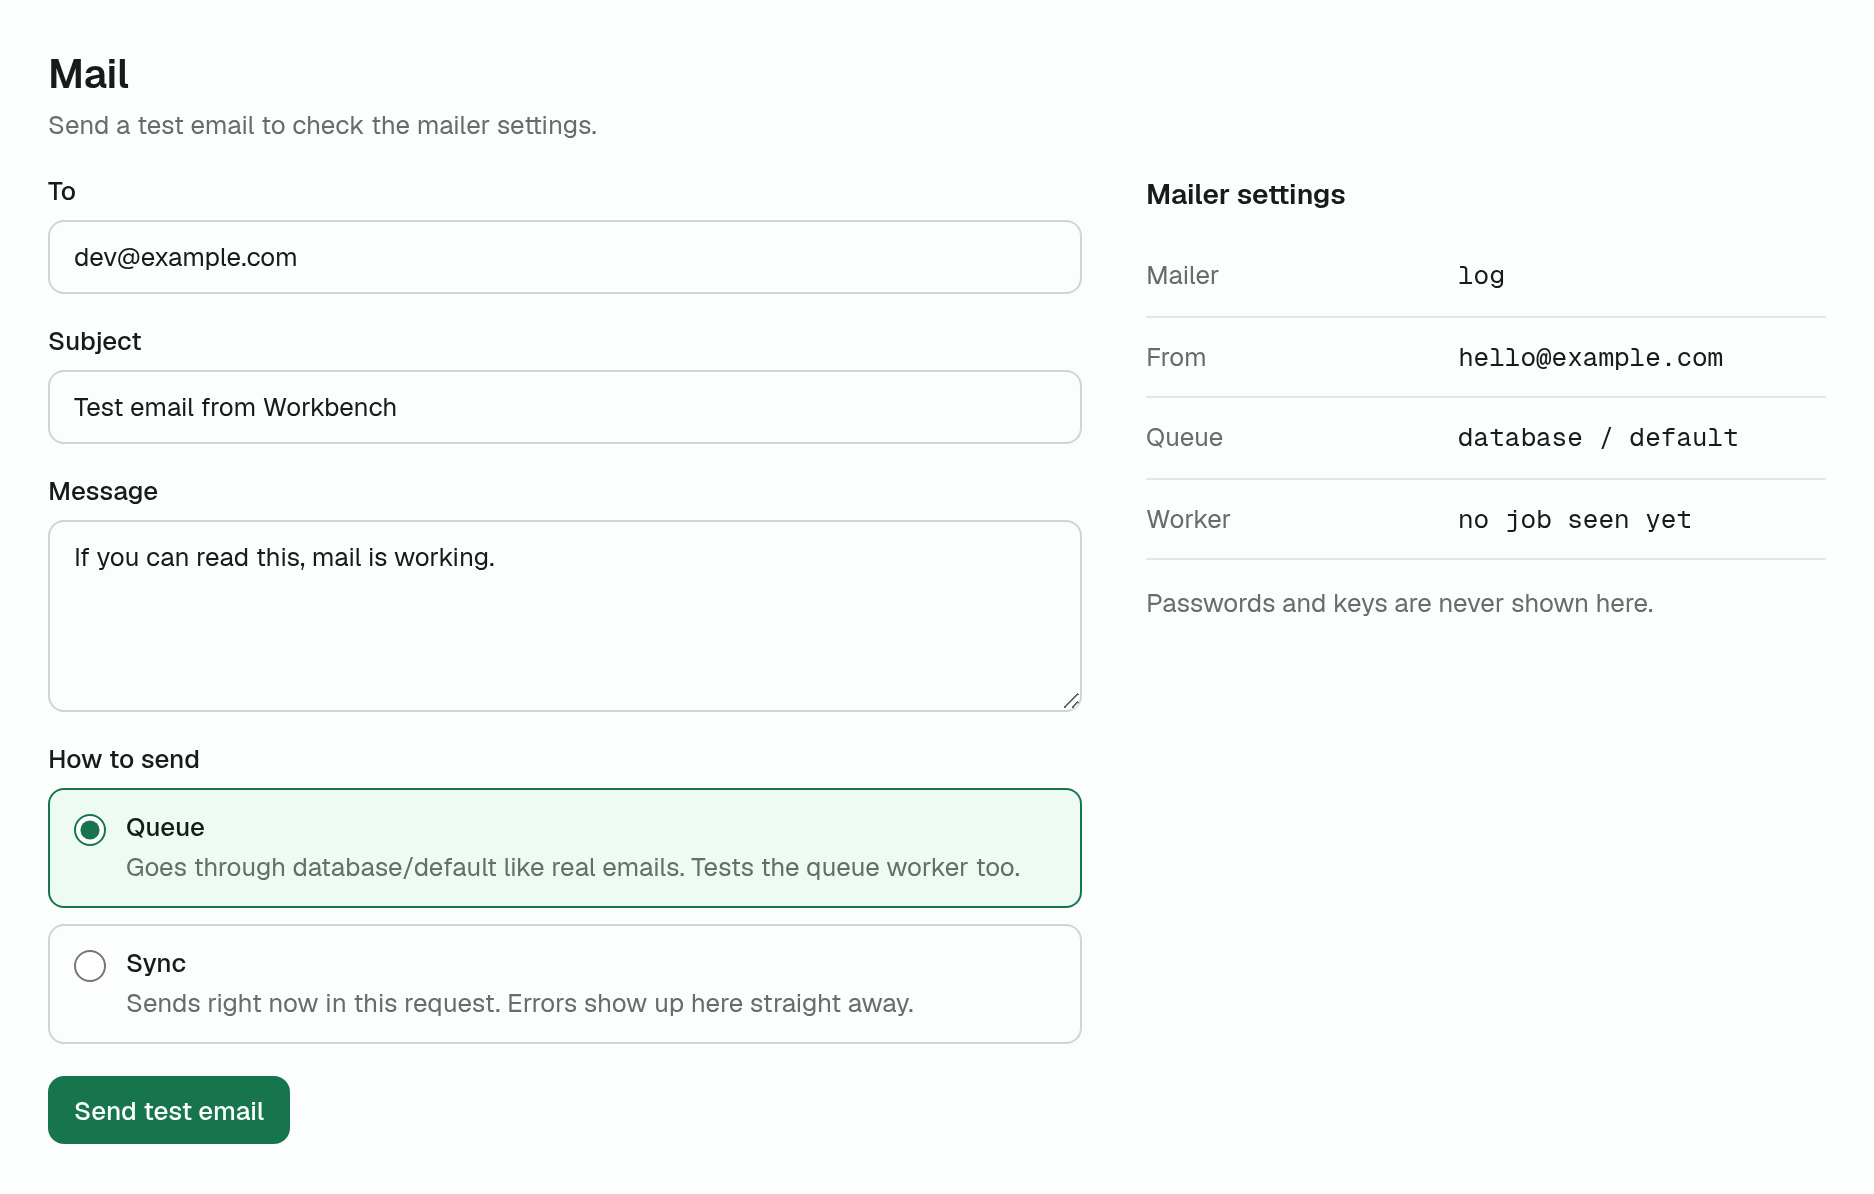 Mail
Send a test email to check the mailer settings.
To
dev@example.com
Subject
Test email from Workbench
Message
If you can read this, mail is working.
How to send
Queue
Goes through database/default like real emails. Tests the queue worker too.
Sync
Sends right now in this request. Errors show up here straight away.
Send test email
Mailer settings
Mailer log
From hello@example.com
Queue database / default
Worker no job seen yet
Passwords and keys are never shown here.